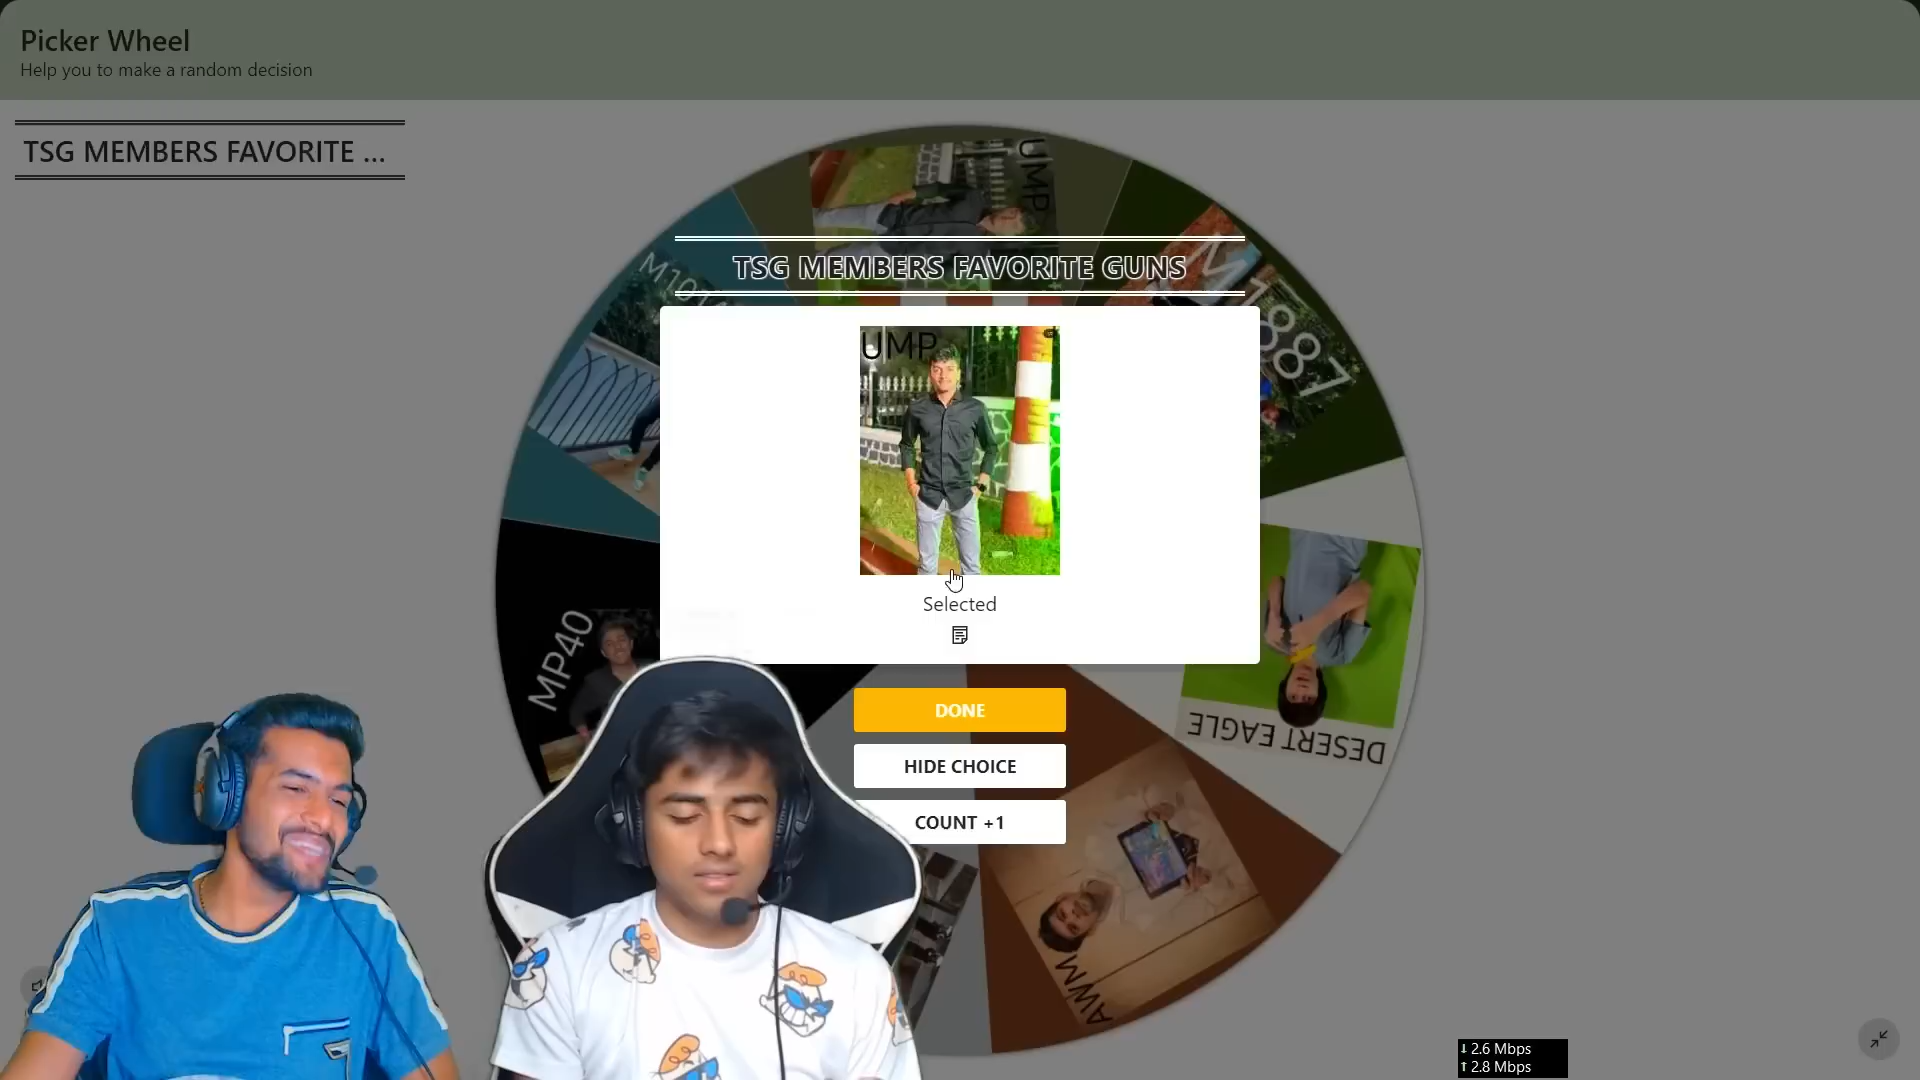 Picker Wheel
Help you to make a random decision
TSG MEMBERS FAVORITE ...
UMP
M1887
TSG MEMBERS FAVORITE GUNS
UMP
MP40
DESERT EAGLE
Selected
DONE
HIDE CHOICE
COUNT +1
AWM
↓ 2.6 Mbps
↑ 2.8 Mbps